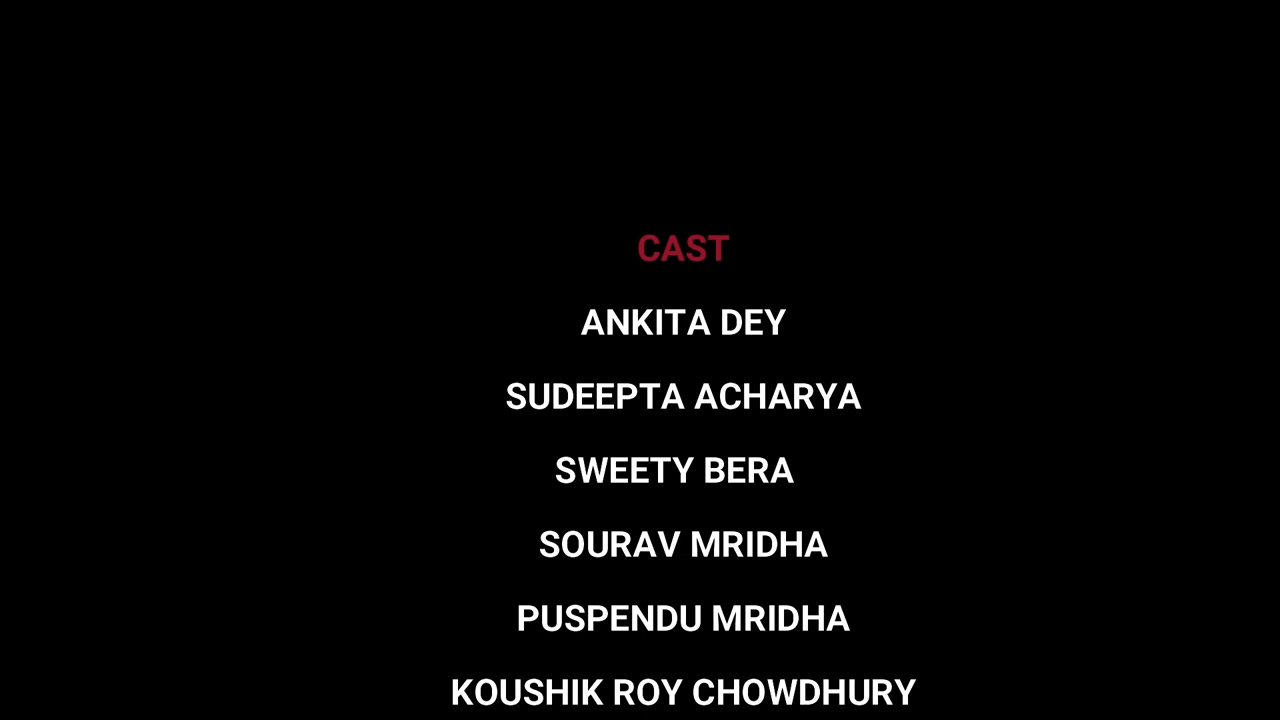 CAST
ANKITA DEY
SUDEEPTA ACHARYA
SWEETY BERA
SOURAV MRIDHA
PUSPENDU MRIDHA
KOUSHIK ROY CHOWDHURY